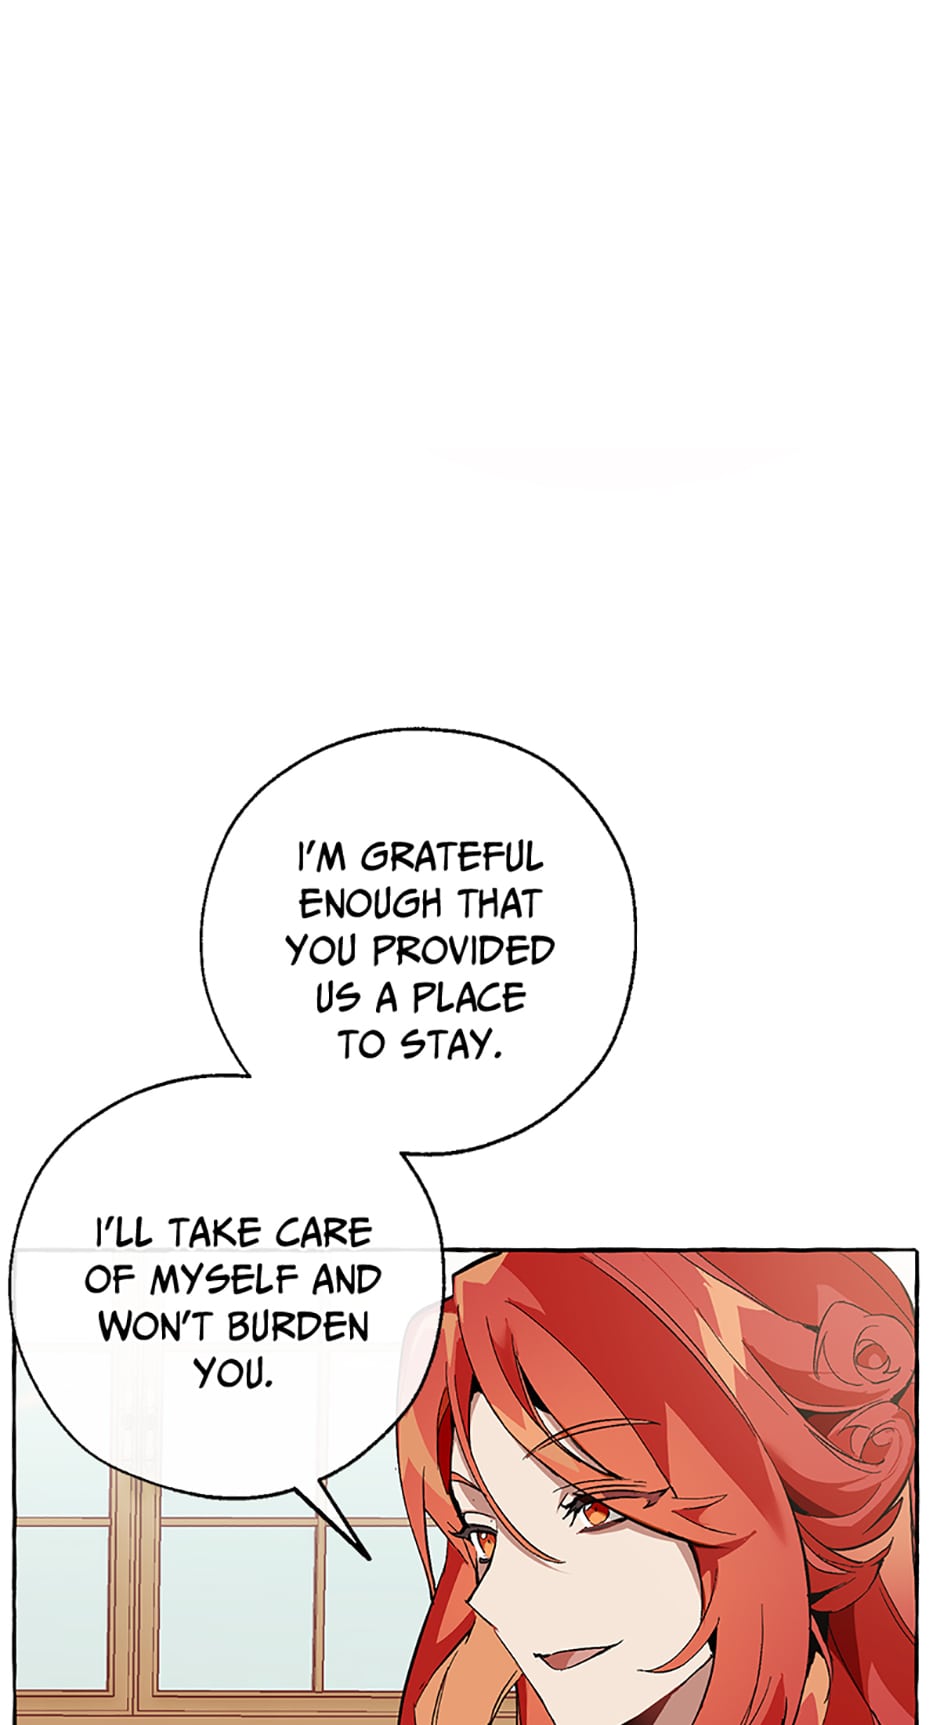 I'M GRATEFUL
ENOUGH THAT
YOU PROVIDED
US A PLACE
TO STAY.
I'LL TAKE CARE
OF MYSELF AND
WON'T BURDEN
YOU.